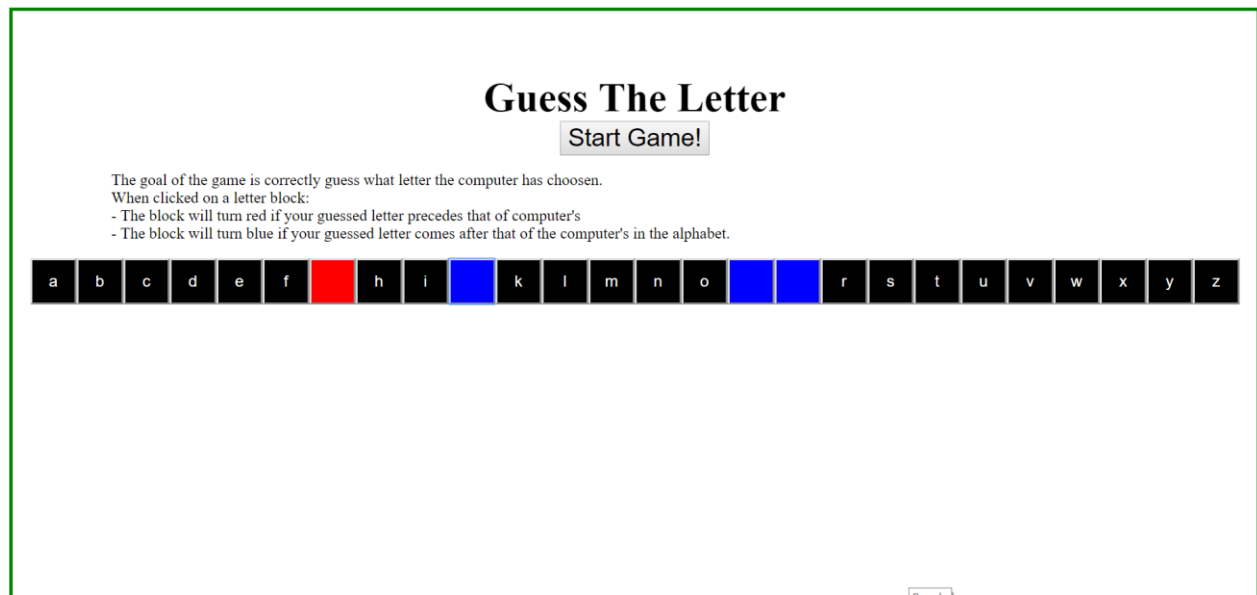 Guess The Letter
Start Game!
The goal of the game is correctly guess what letter the computer has choosen.
When clicked on a letter block:
- The block will turn red if your guessed letter precedes that of computer's
- The block will turn blue if your guessed letter comes after that of the computer's in the alphabet.
a b c d e f h i k l m n o r s t u v w x y z